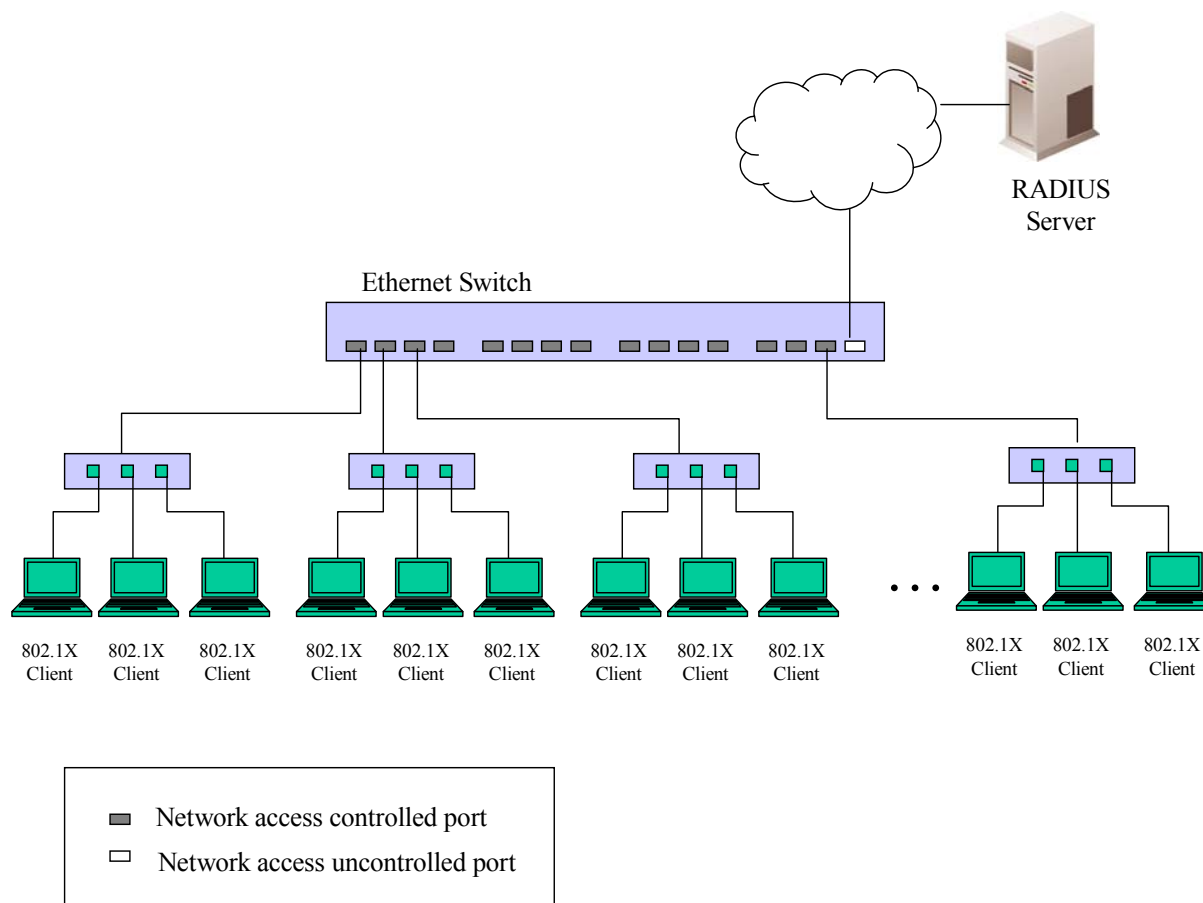 RADIUS
Server
Ethernet Switch
802.1X 802.1X 802.1X 802.1X 802.1X 802.1X 802.1X 802.1X 802.1X ... 802.1X 802.1X 802.1X
Client Client Client Client Client Client Client Client Client Client Client Client
Network access controlled port
Network access uncontrolled port